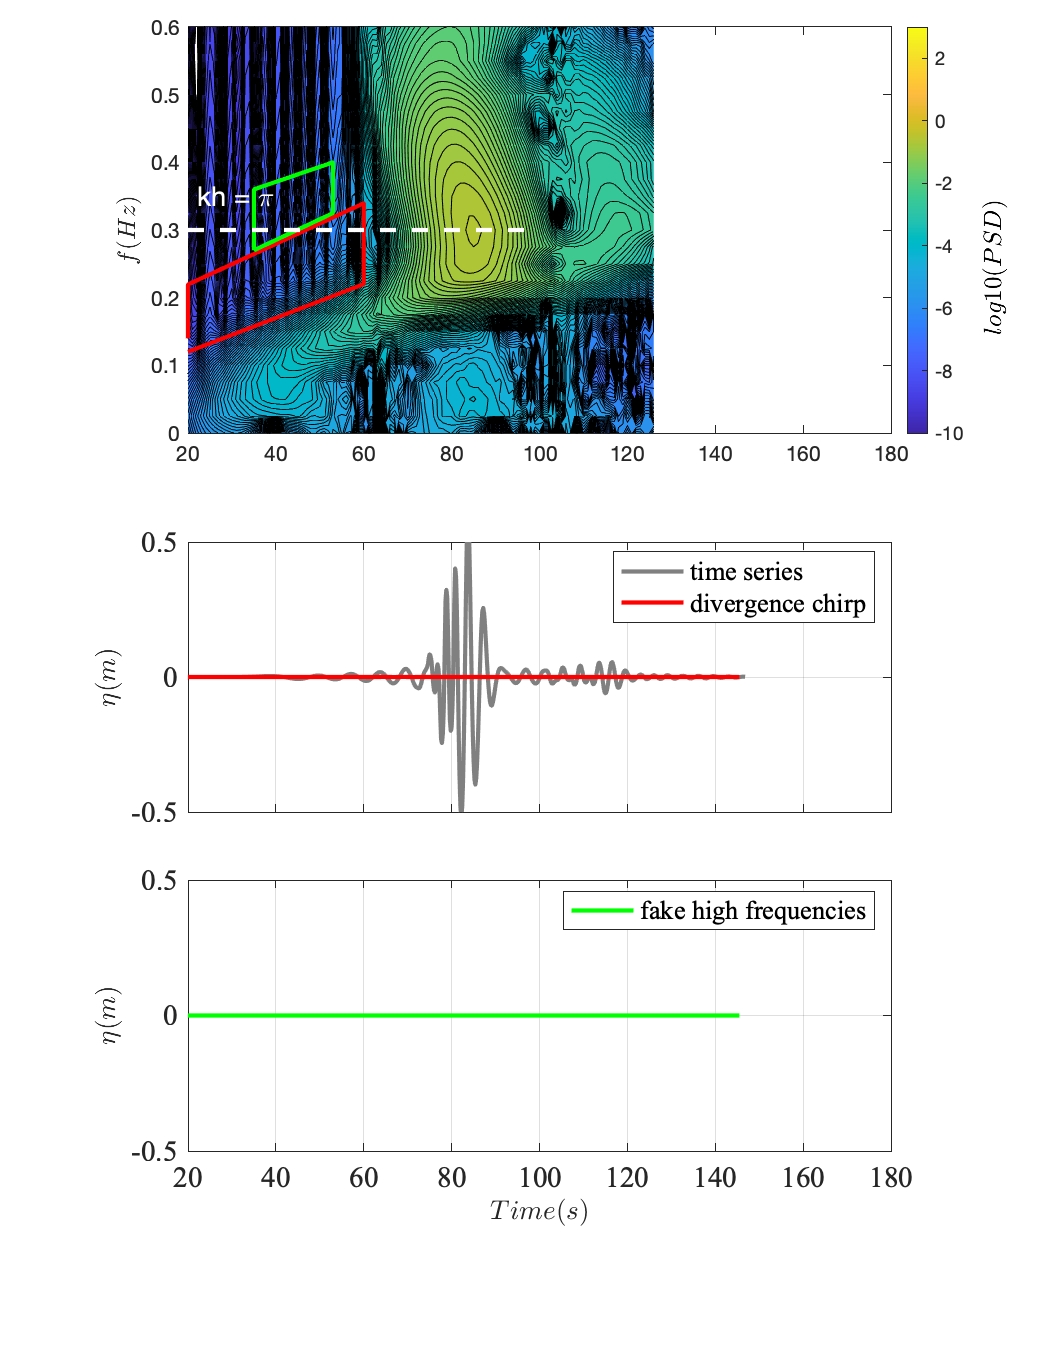 0.6
0.5
0.4
0.3
0.2
0.1
0
f(Hz)
kh = π
20 40 60 80 100 120 140 160 180
2
0
-2
-4
-6
-8
-10
log10(PSD)
0.5
0
-0.5
η(m)
time series
divergence chirp
0.5
0
-0.5
η(m)
fake high frequencies
20 40 60 80 100 120 140 160 180
Time(s)